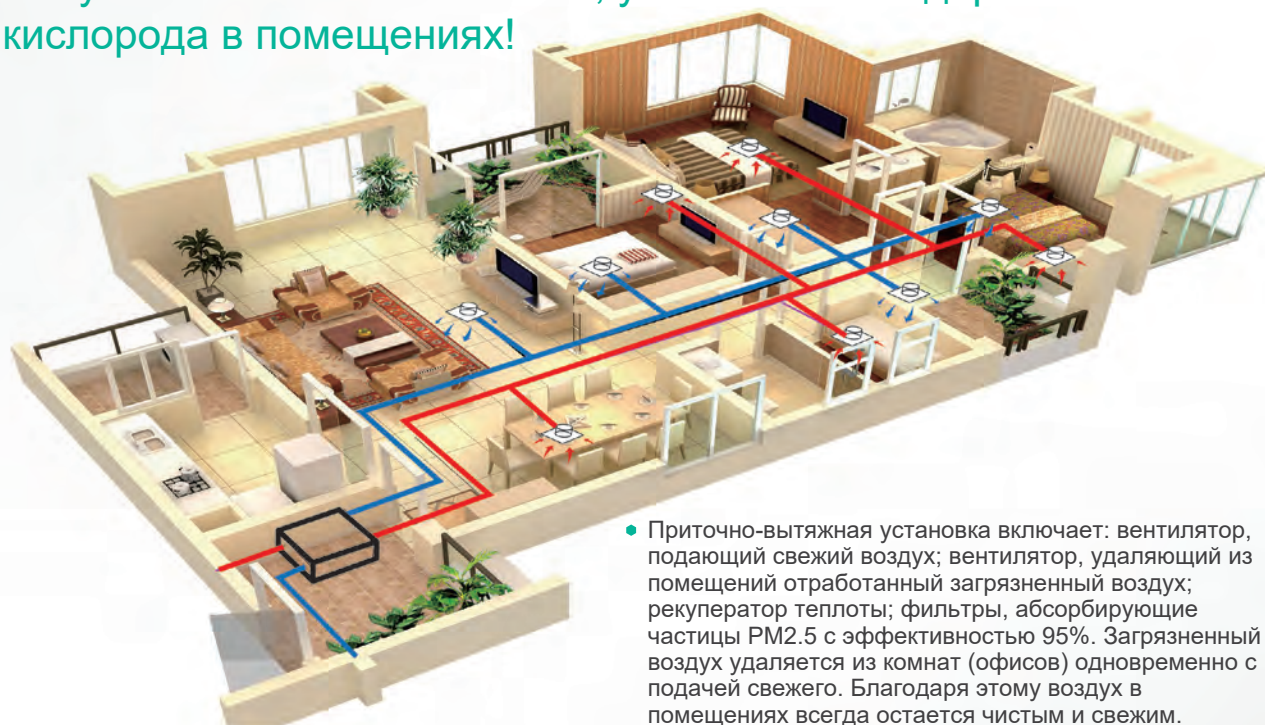 кислорода в помещениях!
Приточно-вытяжная установка включает: вентилятор,
подающий свежий воздух; вентилятор, удаляющий из
помещений отработанный загрязненный воздух;
рекуператор теплоты; фильтры, абсорбирующие
частицы PM2.5 с эффективностью 95%. Загрязненный
воздух удаляется из комнат (офисов) одновременно с
подачей свежего. Благодаря этому воздух в
помещениях всегда остается чистым и свежим.